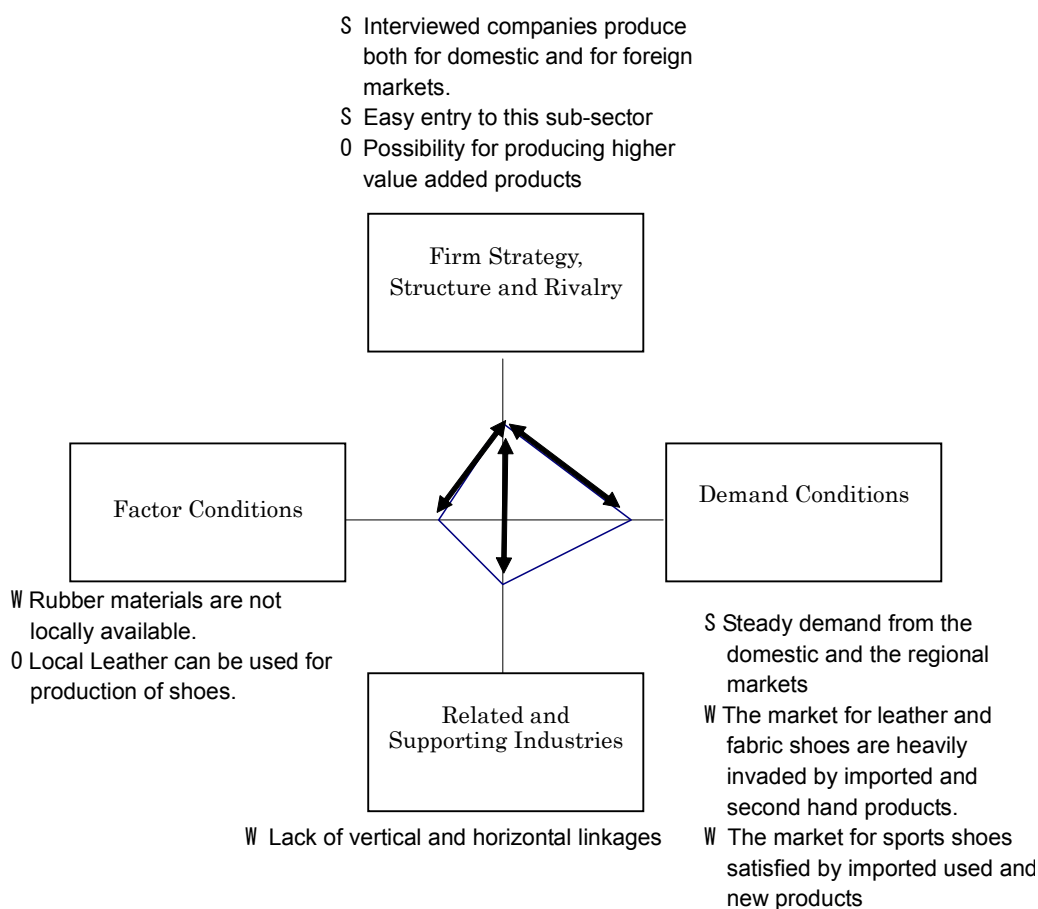 S Interviewed companies produce
both for domestic and for foreign
markets.
S Easy entry to this sub-sector
O Possibility for producing higher
value added products
Firm Strategy,
Structure and Rivalry
Factor Conditions
Demand Conditions
W Rubber materials are not
locally available.
O Local Leather can be used for
production of shoes.
Related and
Supporting Industries
W Lack of vertical and horizontal linkages
S Steady demand from the
domestic and the regional
markets
W The market for leather and
fabric shoes are heavily
invaded by imported and
second hand products.
W The market for sports shoes
satisfied by imported used and
new products